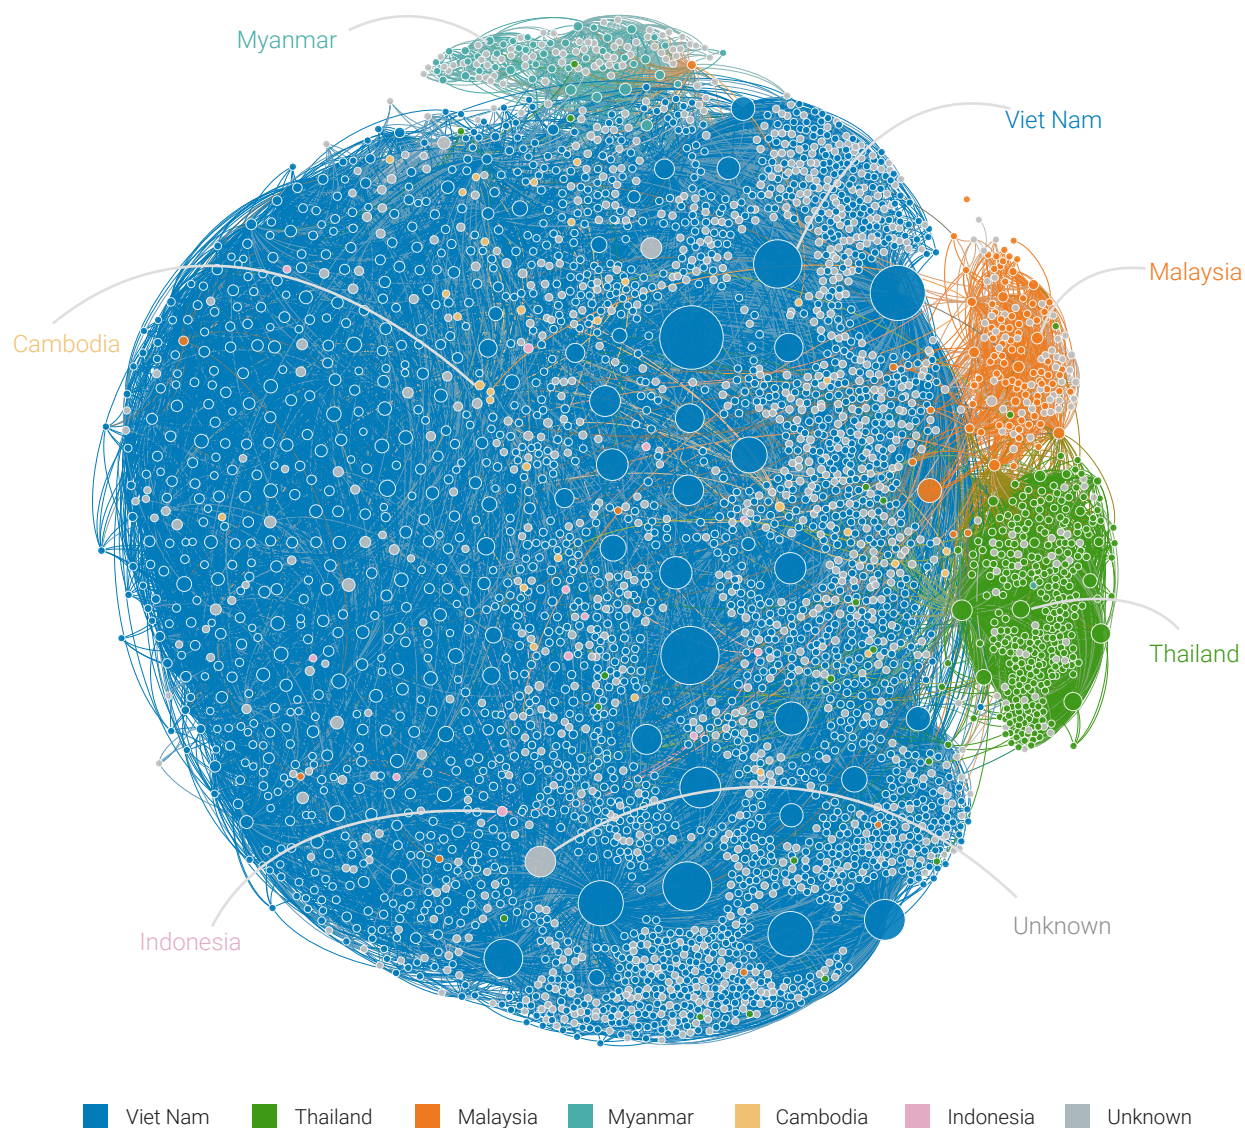 Myanmar
Viet Nam
Malaysia
Cambodia
Thailand
Unknown
Indonesia
Viet Nam
Thailand
Malaysia
Myanmar
Cambodia
Indonesia
Unknown